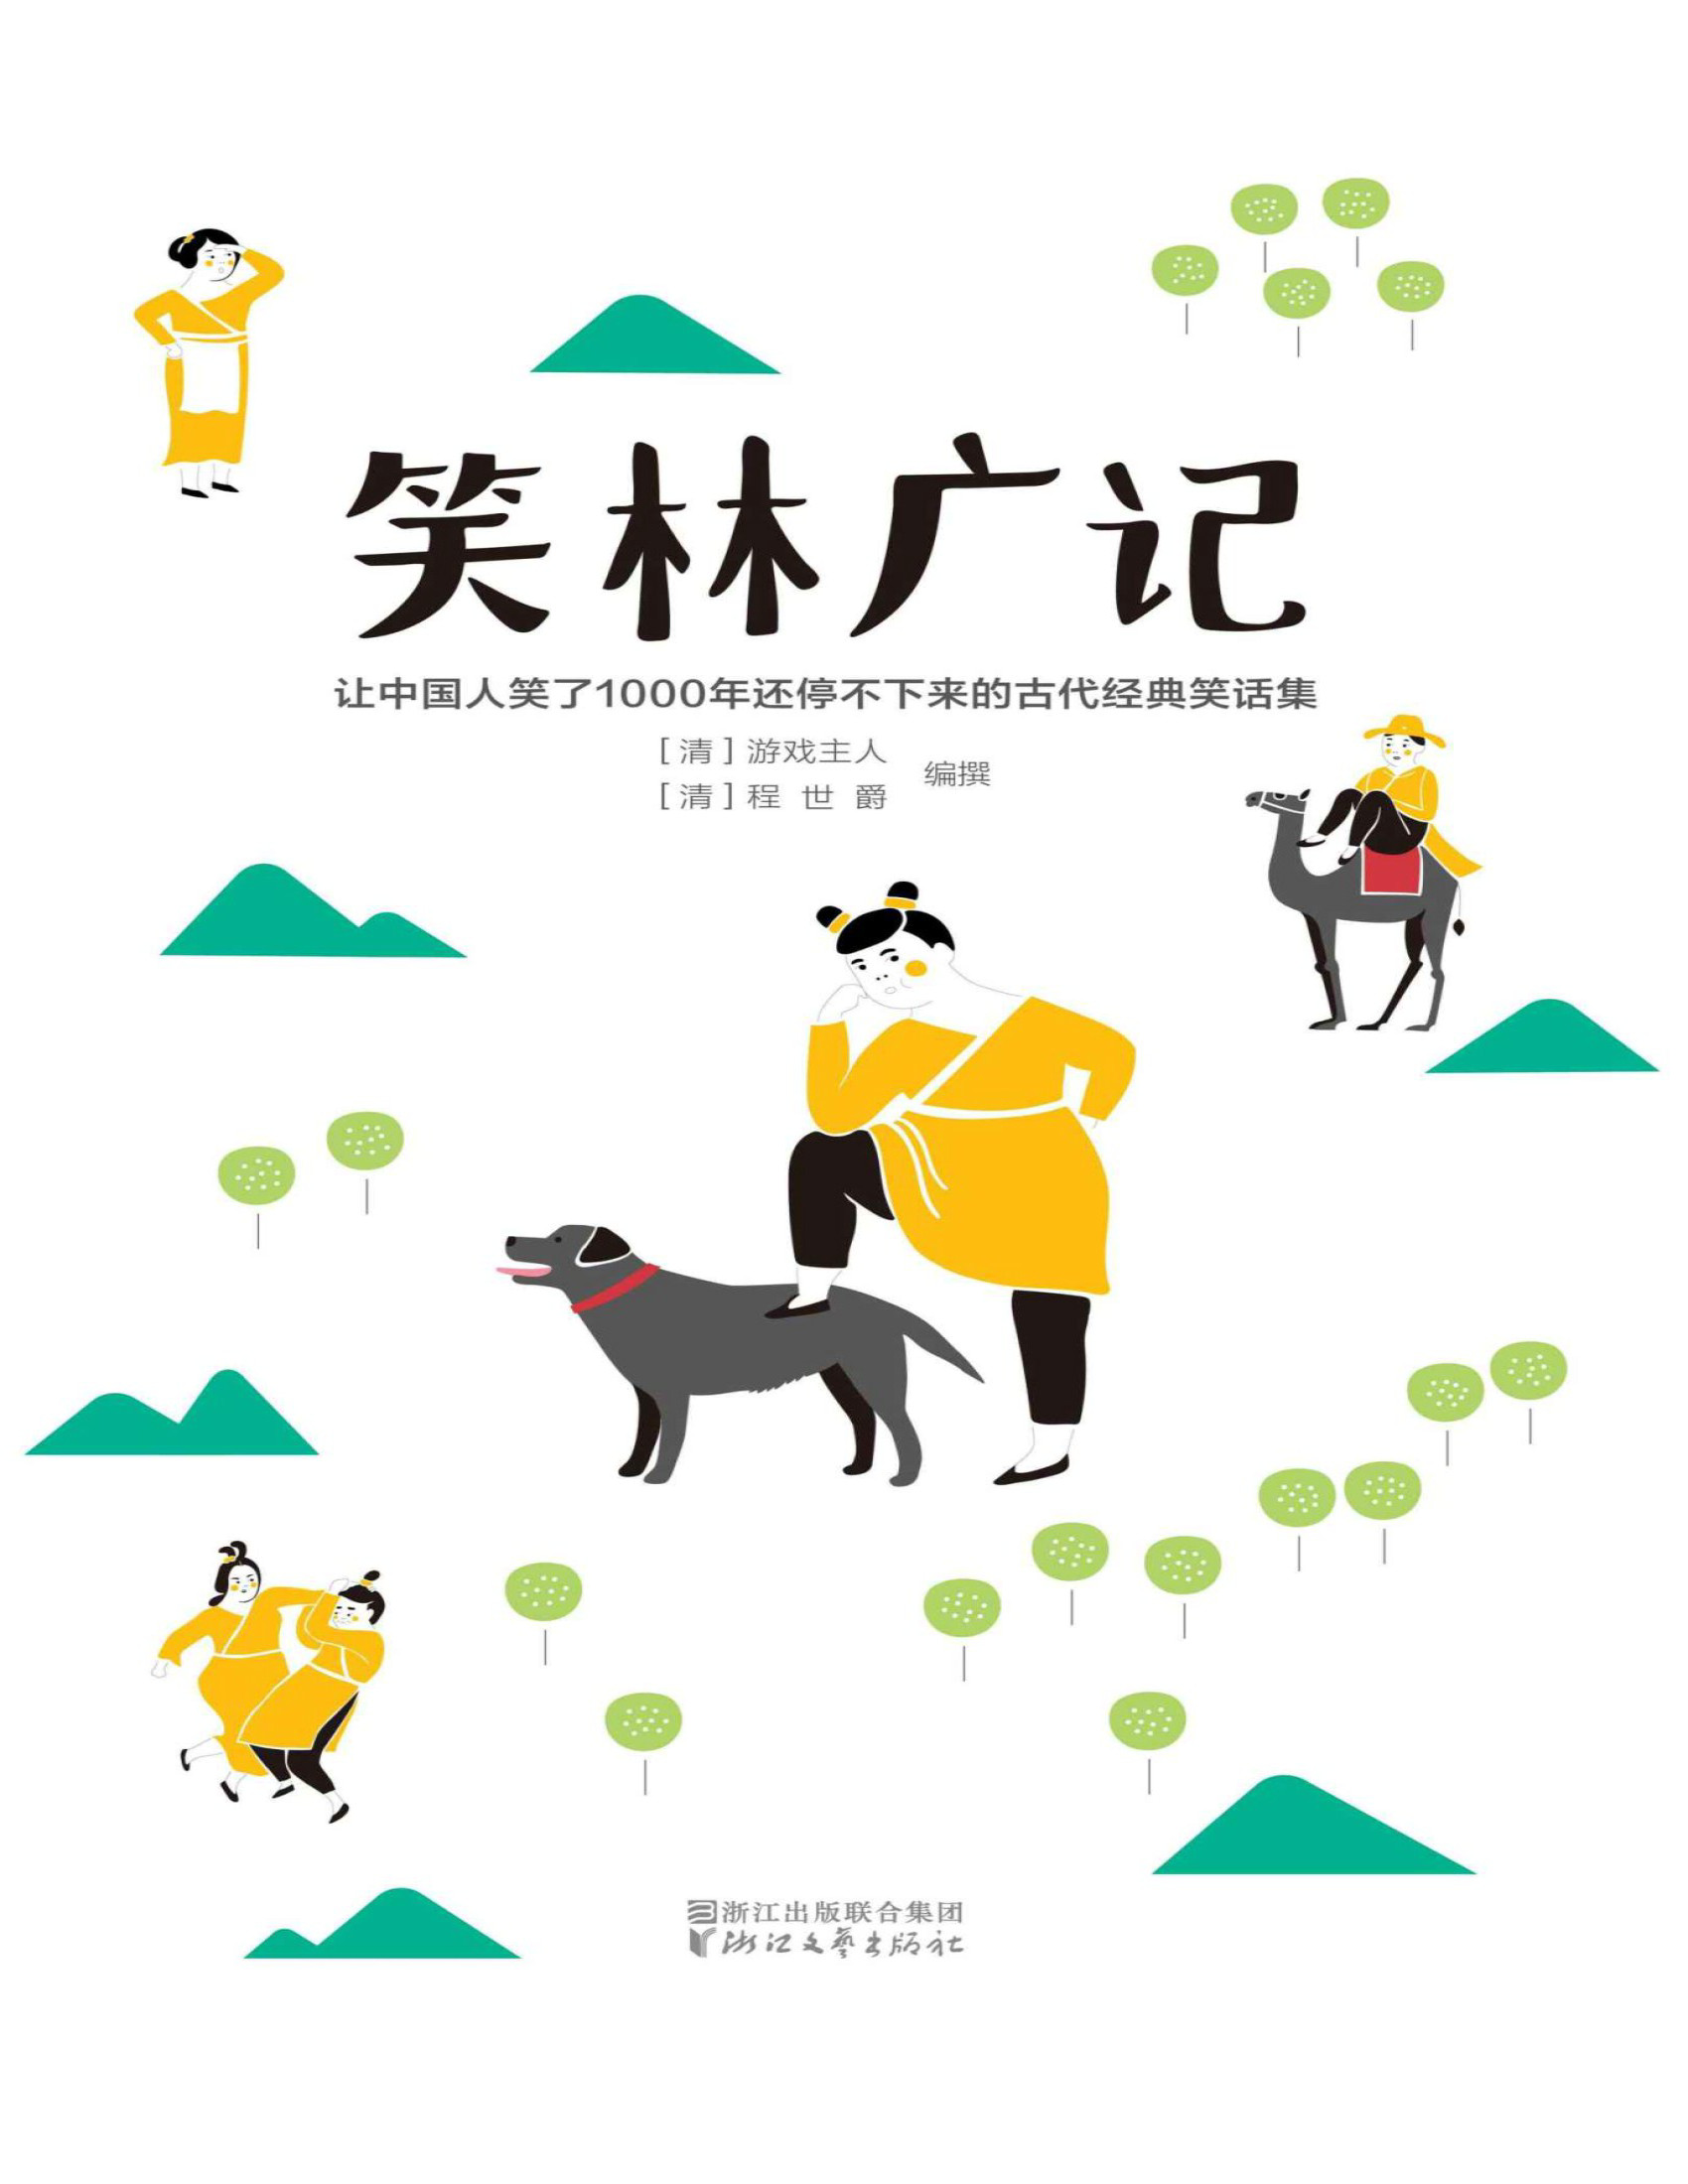 笑林广记
让中国人笑了1000年还停不下来的古代经典笑话集
[清]游戏主人
[清]程世爵
编撰
浙江出版联合集团
浙江文艺出版社